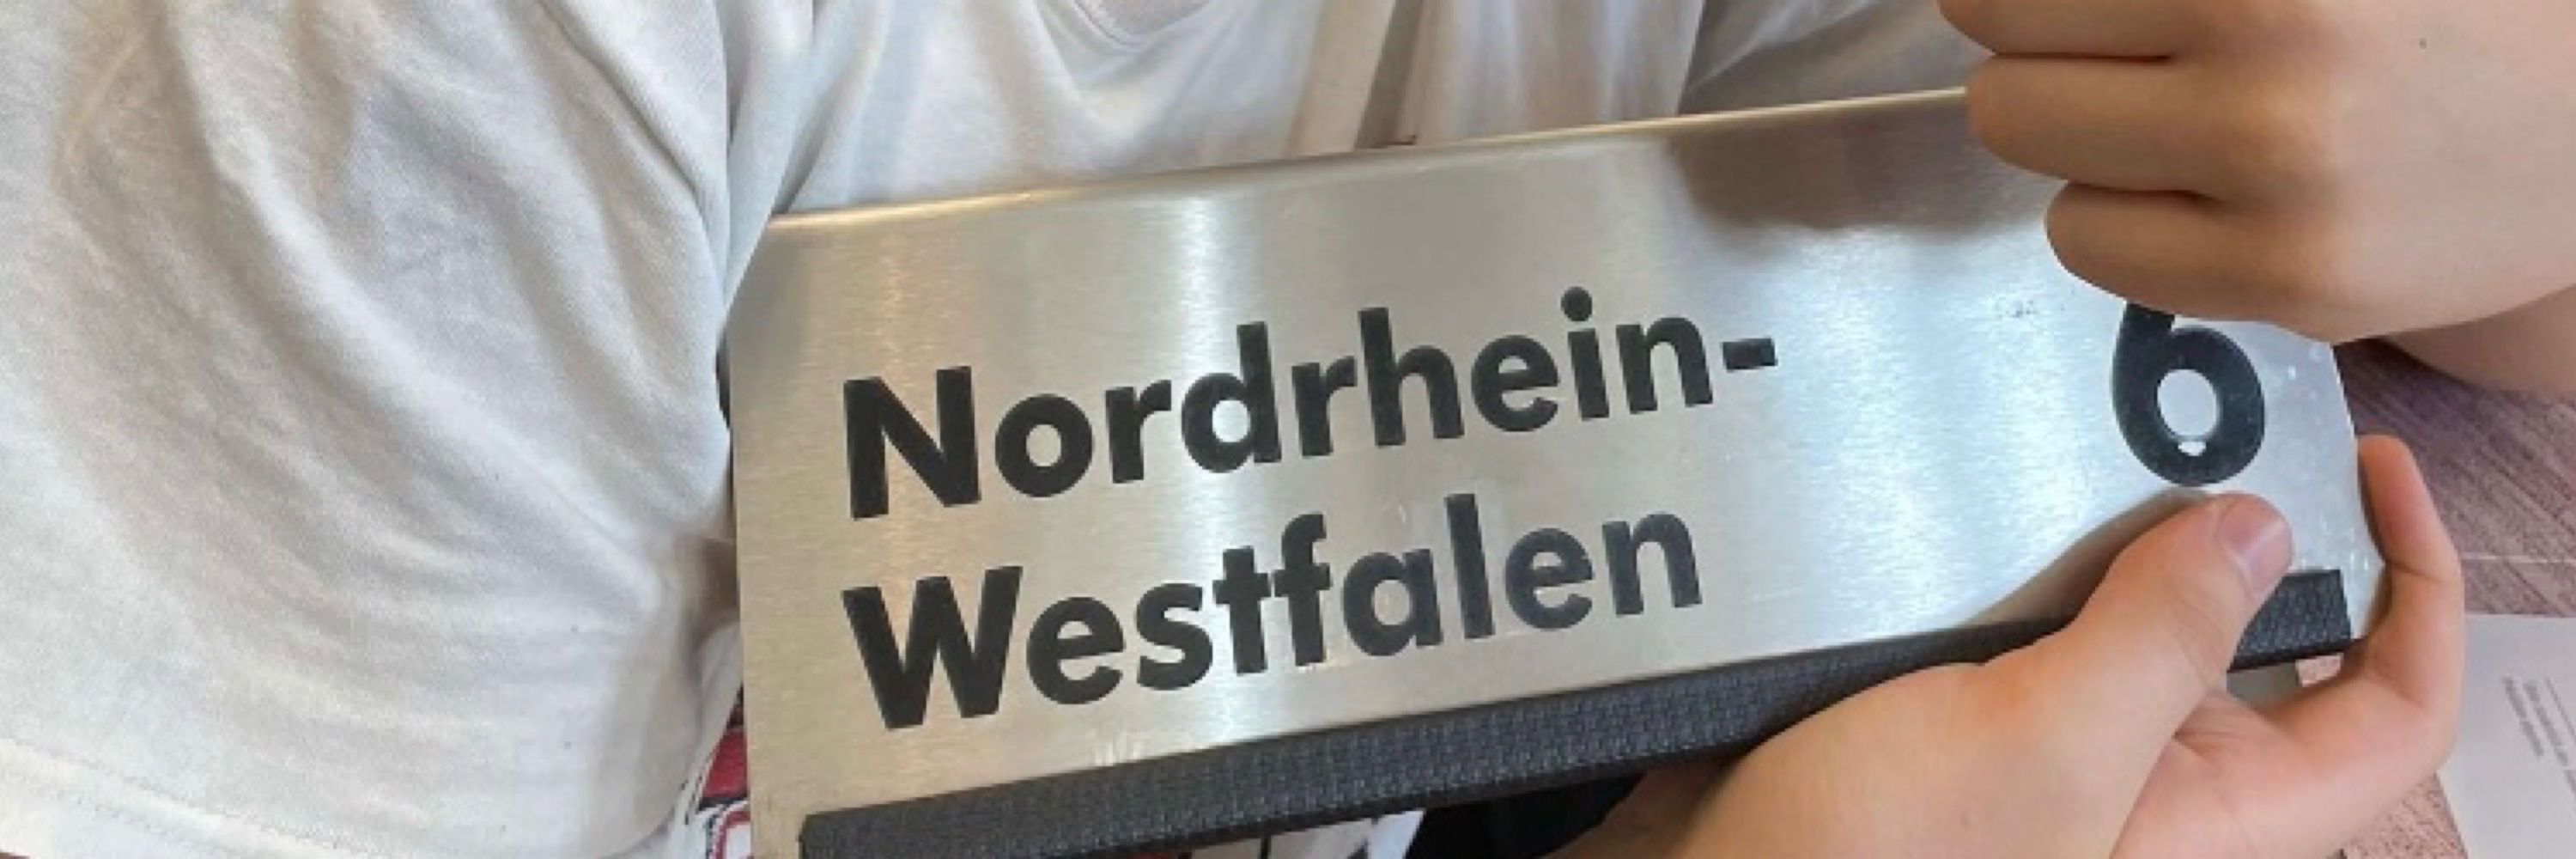 Nordrhein- 6
Westfalen